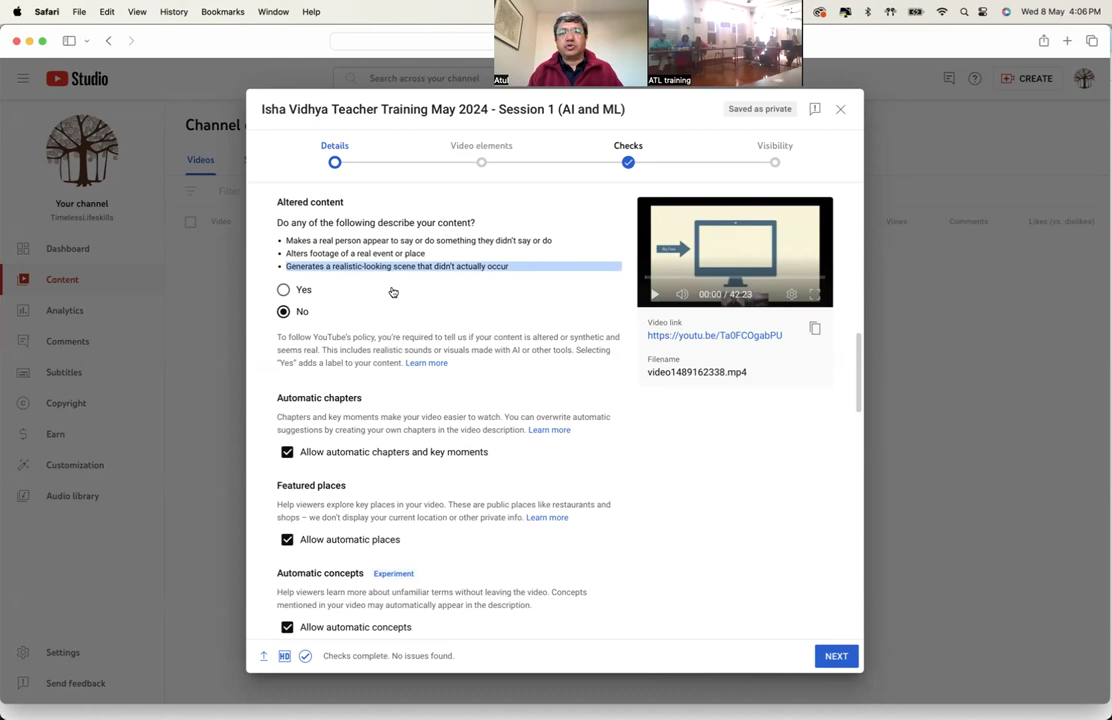 Safari File Edit View History Bookmarks Window Help
Wed 8 May 4:06 PM
Atul
ATL training
Studio
Search across your channel
CREATE
Your channel
TimelessLifeskills
Dashboard
Content
Analytics
Comments
Subtitles
Copyright
Earn
Customization
Audio library
Settings
Send feedback
Channel
Videos
Filter
Video
Views
Comments
Likes (vs. dislikes)
Isha Vidhya Teacher Training May 2024 - Session 1 (AI and ML)
Saved as private
Details
Video elements
Checks
Visibility
Altered content
Do any of the following describe your content?
• Makes a real person appear to say or do something they didn't say or do
• Alters footage of a real event or place
• Generates a realistic-looking scene that didn't actually occur
Yes
No
To follow YouTube's policy, you're required to tell us if your content is altered or synthetic and
seems real. This includes realistic sounds or visuals made with AI or other tools. Selecting
"Yes" adds a label to your content. Learn more
Automatic chapters
Chapters and key moments make your video easier to watch. You can overwrite automatic
suggestions by creating your own chapters in the video description. Learn more
Allow automatic chapters and key moments
Featured places
Help viewers explore key places in your video. These are public places like restaurants and
shops – we don't display your current location or other private info. Learn more
Allow automatic places
Automatic concepts Experiment
Help viewers learn more about unfamiliar terms without leaving the video. Concepts
mentioned in your video may automatically appear in the description.
Allow automatic concepts
00:00 / 42:23
Video link
https://youtu.be/Ta0FCOgabPU
Filename
video1489162338.mp4
HD
Checks complete. No issues found.
NEXT